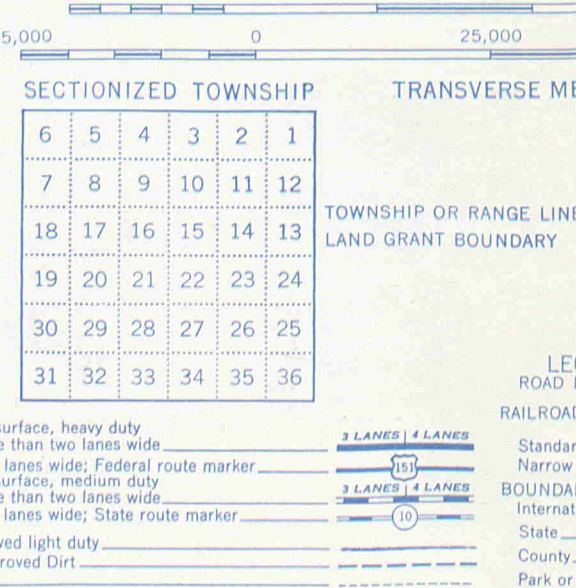 5,000 0 25,000
SECTIONIZED TOWNSHIP
TRANSVERSE ME
6 5 4 3 2 1
7 8 9 10 11 12
18 17 16 15 14 13
19 20 21 22 23 24
30 29 28 27 26 25
31 32 33 34 35 36
TOWNSHIP OR RANGE LINE
LAND GRANT BOUNDARY
LE
ROAD
RAILROAD
surface, heavy duty
e than two lanes wide 3 LANES | 4 LANES
lanes wide; Federal route marker 151
surface, medium duty
e than two lanes wide 3 LANES | 4 LANES
lanes wide; State route marker 10
ved light duty
roved Dirt
Standar
Narrow
BOUNDA
Internat
State
County
Park or